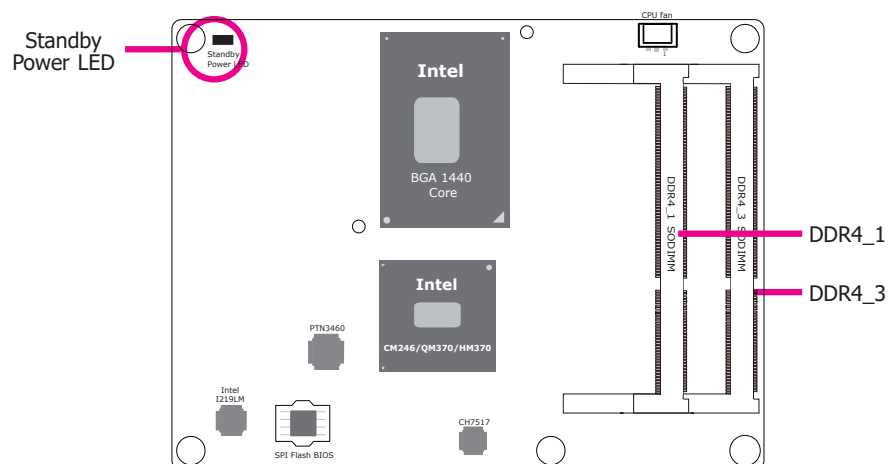 Standby
Power LED
Standby
Power LED
CPU fan
1
Intel
BGA 1440
Core
DDR4_1 SODIMM
DDR4_3 SODIMM
DDR4_1
DDR4_3
Intel
CM246/QM370/HM370
PTN3460
Intel
I219LM
SPI Flash BIOS
CH7517